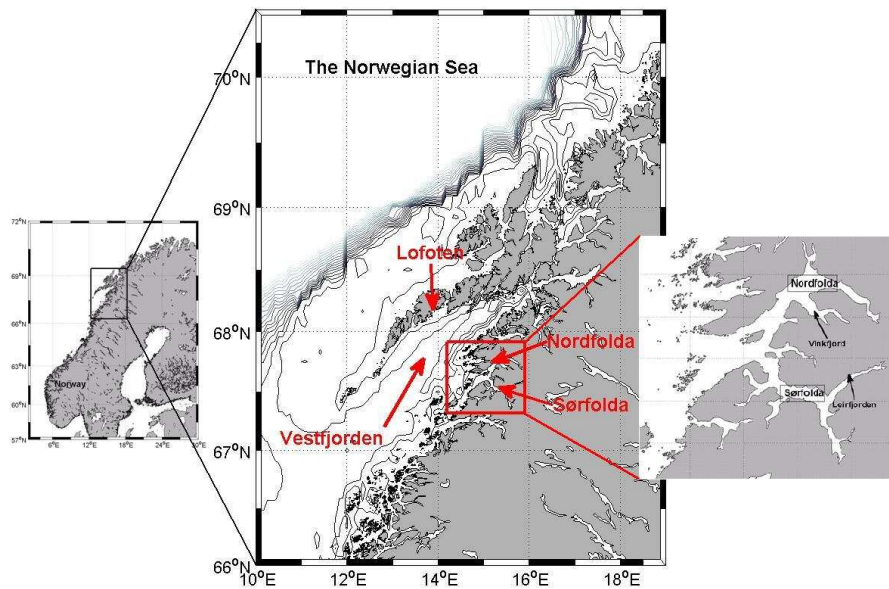 72°N
69°N
66°N
63°N
60°N
57°N
0°
6°E
12°E
18°E
24°E
30°E
Norway
The Norwegian Sea
70°N
69°N
68°N
67°N
66°N
10°E
12°E
14°E
16°E
18°E
Lofoten
Nordfolda
Sørfolda
Vestfjorden
Nordfolda
Vinkfjord
Sørfolda
Leirfjorden